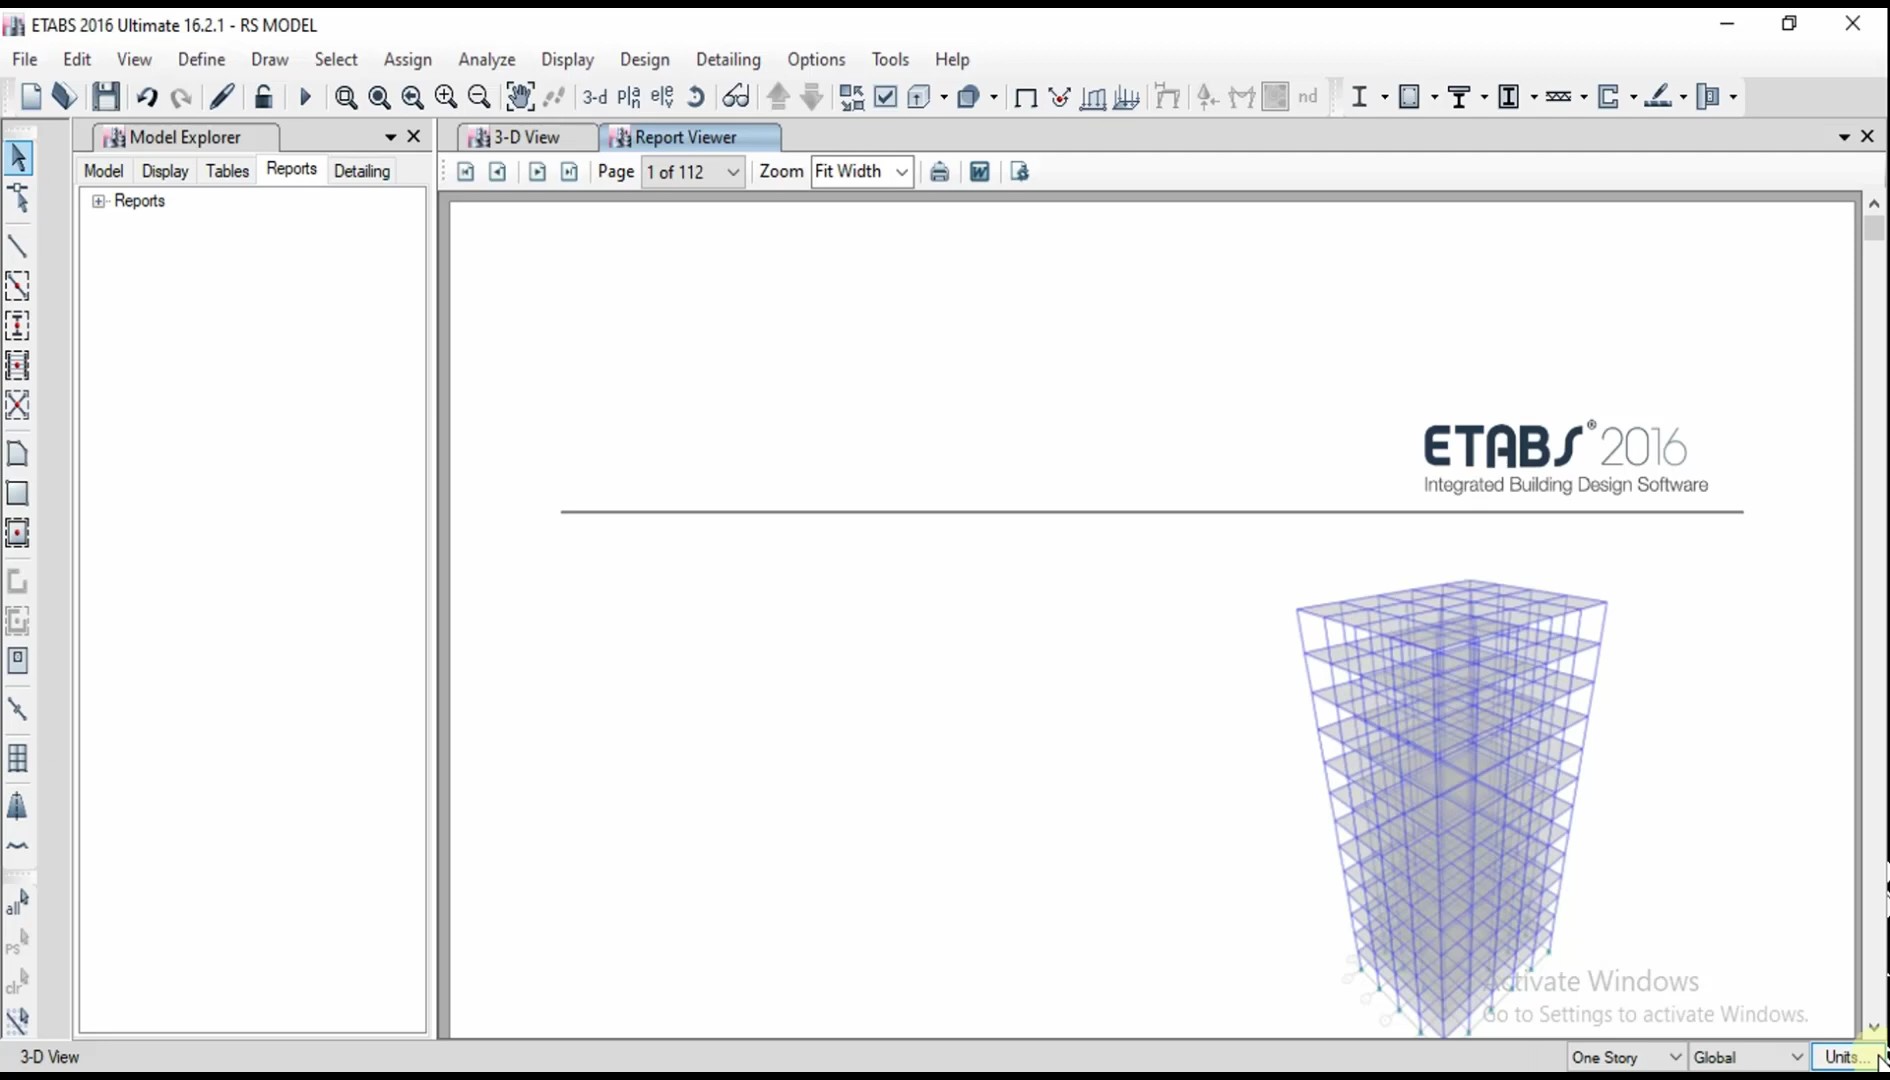 ETABS 2016 Ultimate 16.2.1 - RS MODEL
File Edit View Define Draw Select Assign Analyze Display Design Detailing Options Tools Help
3-d nd
Model Explorer
3-D View Report Viewer
Model Display Tables Reports Detailing
Page 1 of 112 Zoom Fit Width
Reports
ETABS® 2016
Integrated Building Design Software
all
ps
clr
Activate Windows
Go to Settings to activate Windows.
3-D View One Story Global Units...